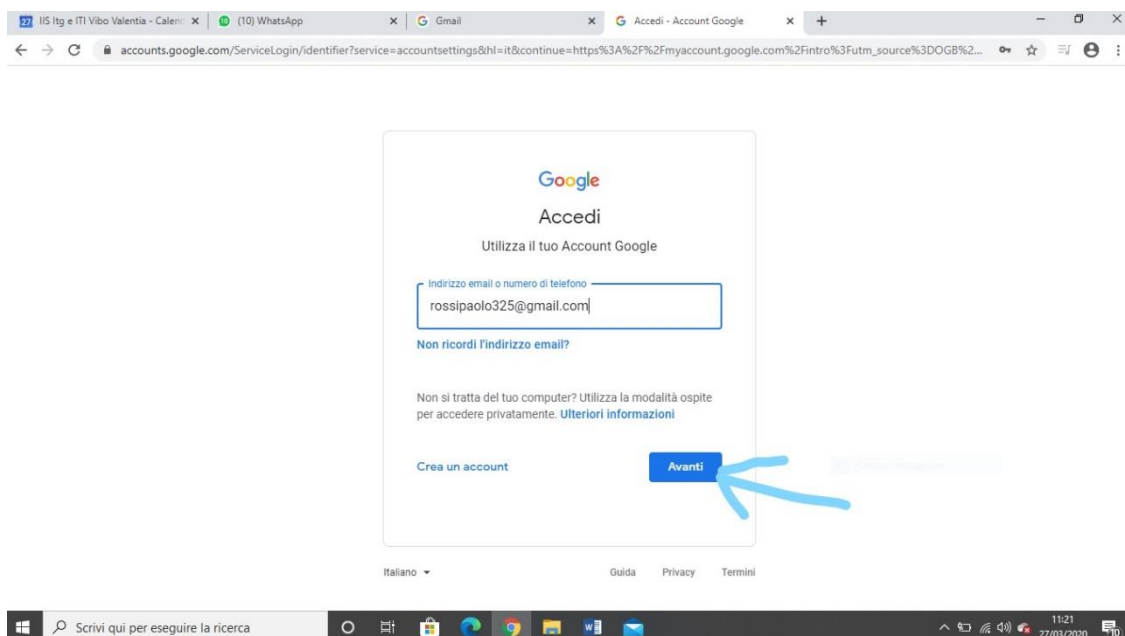 27 IIS Itg e ITI Vibo Valentia - Calen
(10) WhatsApp
Gmail
Accedi - Account Google
accounts.google.com/ServiceLogin/identifier?service=accountsettings&hl=it&continue=https%3A%2F%2Fmyaccount.google.com%2Fintro%3Futm_source%3DOGB%2...
Google
Accedi
Utilizza il tuo Account Google
Indirizzo email o numero di telefono
rossipaolo325@gmail.com
Non ricordi l'indirizzo email?
Non si tratta del tuo computer? Utilizza la modalità ospite
per accedere privatamente. Ulteriori informazioni
Crea un account
Avanti
Italiano
Guida Privacy Termini
Scrivi qui per eseguire la ricerca
11:21
27/03/2020